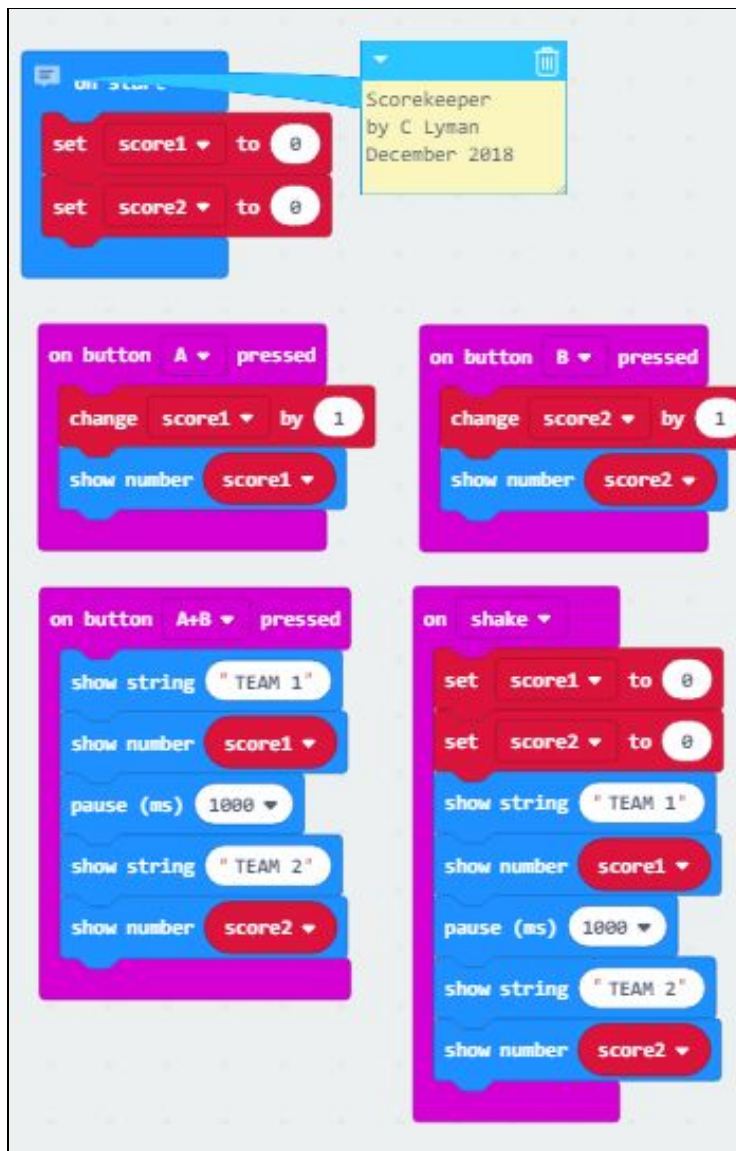 on start
Scorekeeper
by C Lyman
December 2018
set score1 to 0
set score2 to 0
on button A pressed
change score1 by 1
show number score1
on button B pressed
change score2 by 1
show number score2
on button A+B pressed
show string "TEAM 1"
show number score1
pause (ms) 1000
show string "TEAM 2"
show number score2
on shake
set score1 to 0
set score2 to 0
show string "TEAM 1"
show number score1
pause (ms) 1000
show string "TEAM 2"
show number score2